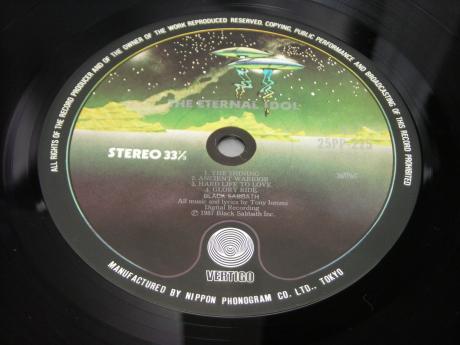 ALL RIGHTS OF THE RECORD PRODUCER AND OF THE OWNER OF THE WORK REPRODUCED RESERVED. COPYING, PUBLIC PERFORMANCE AND BROADCASTING OF THIS RECORD PROHIBITED
THE ETERNAL IDOL
25PP-225
STEREO 33⅓
1. THE SHINING
2. ANCIENT WARRIOR
3. HARD LIFE TO LOVE
4. GLORY RIDE
BLACK SABBATH
All music and lyrics by Tony Iommi
Digital Recording
Ⓟ 1987 Black Sabbath Inc.
VERTIGO
MANUFACTURED BY NIPPON PHONOGRAM CO. LTD., TOKYO